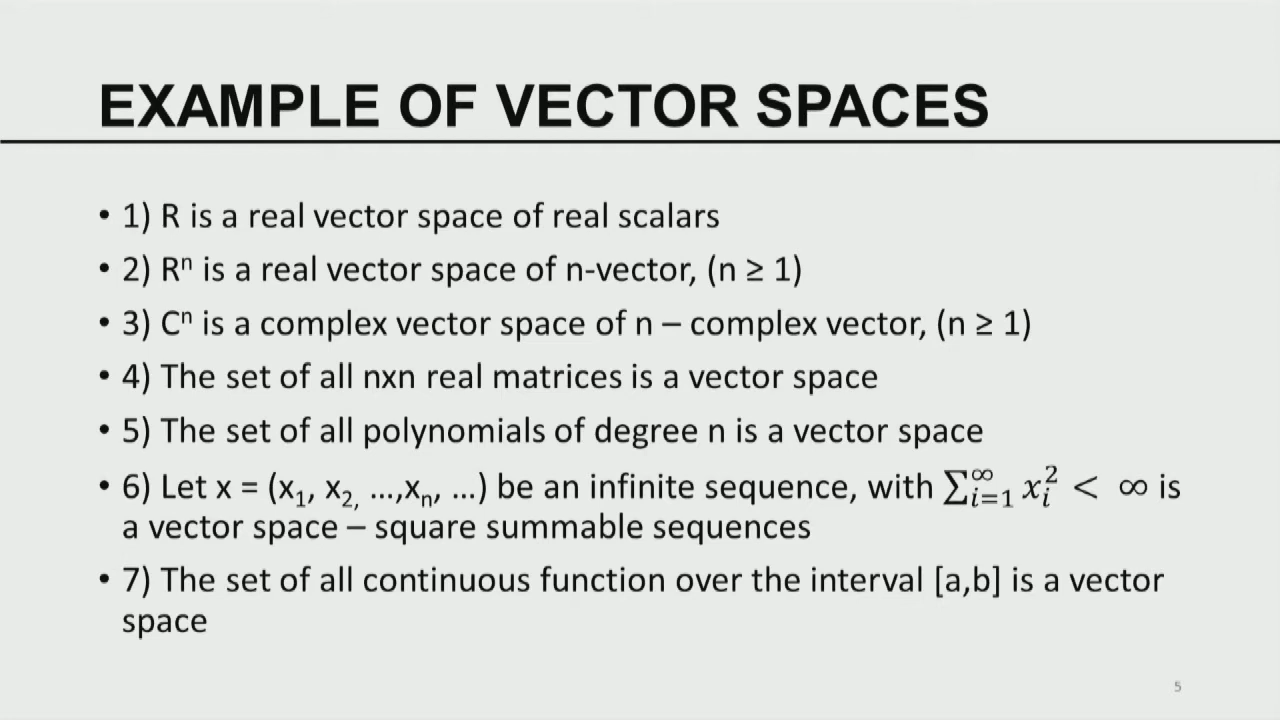 EXAMPLE OF VECTOR SPACES
• 1) R is a real vector space of real scalars
• 2) Rⁿ is a real vector space of n-vector, (n ≥ 1)
• 3) Cⁿ is a complex vector space of n – complex vector, (n ≥ 1)
• 4) The set of all nxn real matrices is a vector space
• 5) The set of all polynomials of degree n is a vector space
• 6) Let x = (x₁, x₂, …,xₙ, …) be an infinite sequence, with ∑_{i=1}^{∞} x_i^2 < ∞ is
a vector space – square summable sequences
• 7) The set of all continuous function over the interval [a,b] is a vector
space
5